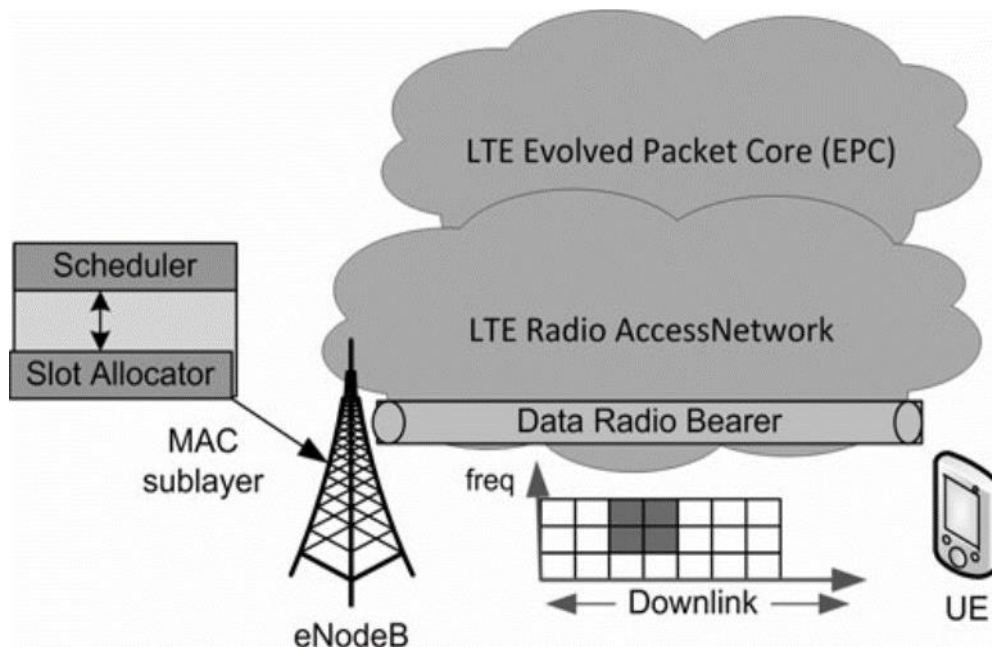 LTE Evolved Packet Core (EPC)
Scheduler
LTE Radio AccessNetwork
Slot Allocator
Data Radio Bearer
MAC
sublayer
freq
Downlink
UE
eNodeB